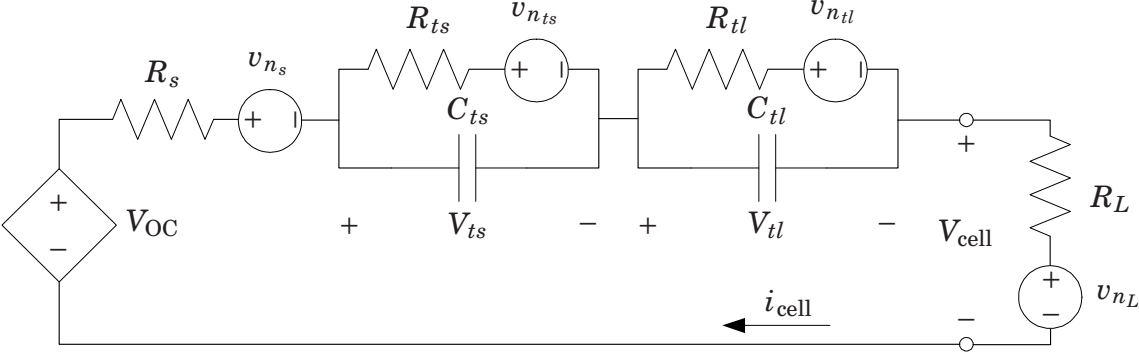 R_ts v_n_ts R_tl v_n_tl
R_s v_n_s
+ − + −
+ − C_ts C_tl
+ V_OC − + V_ts − + V_tl − + V_cell − R_L
+ − v_n_L
i_cell